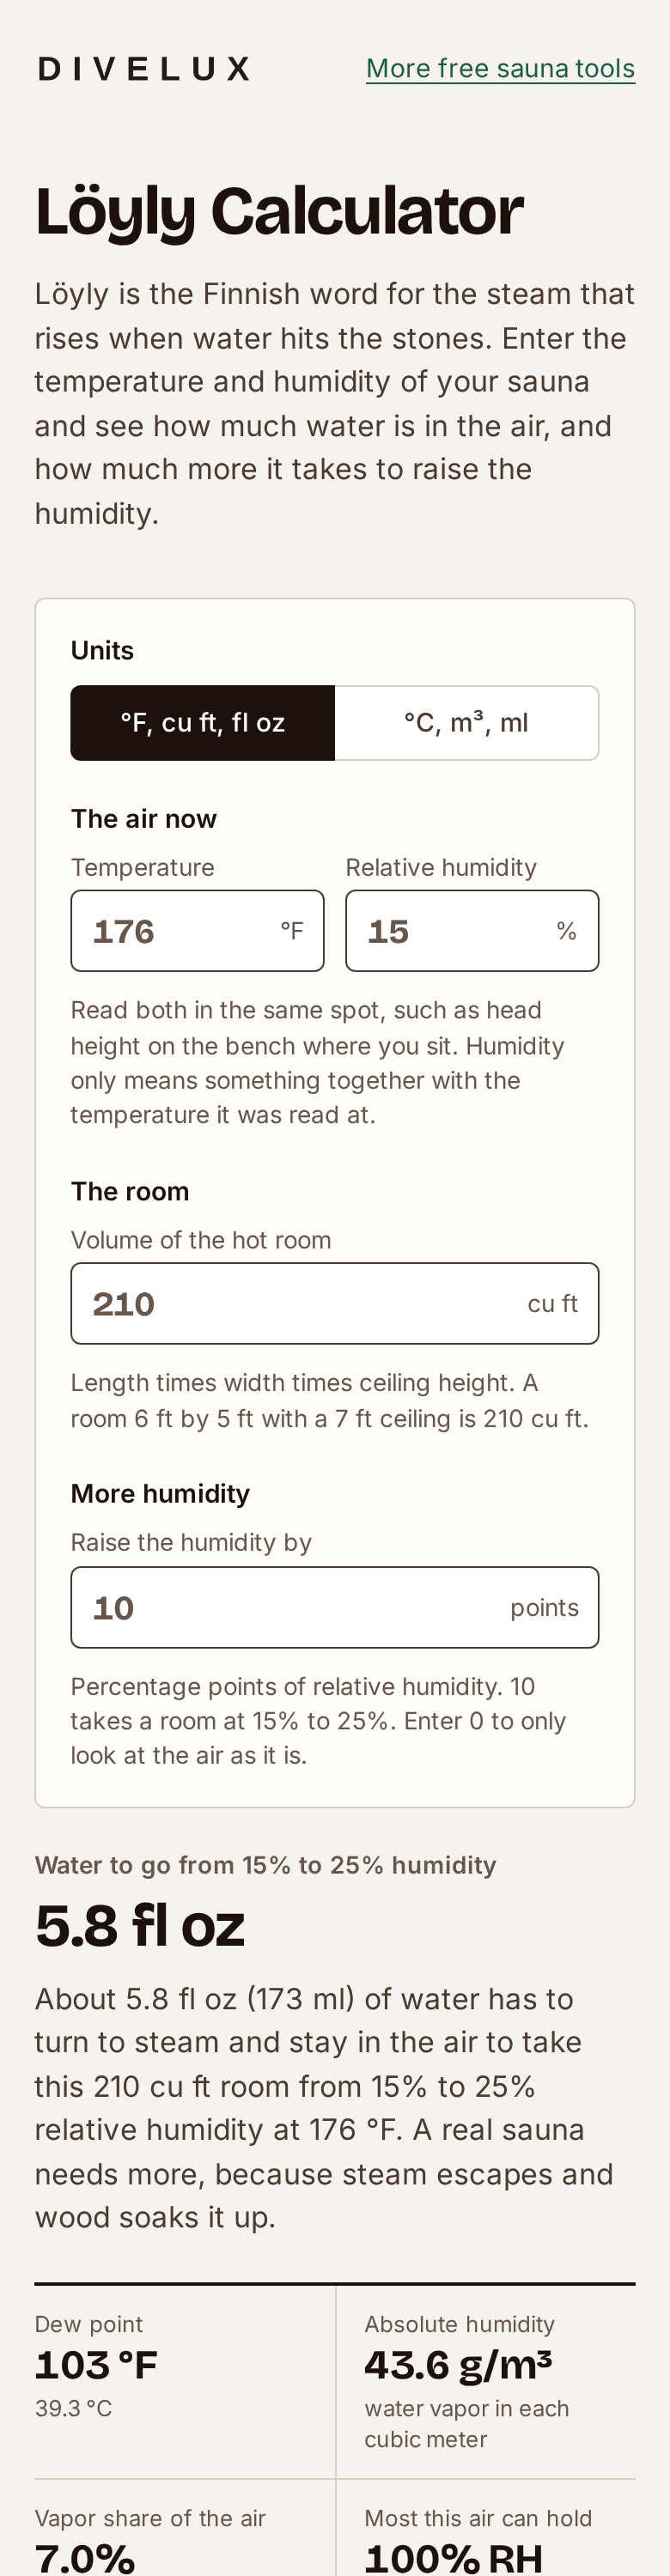 DIVELUX
More free sauna tools
Löyly Calculator
Löyly is the Finnish word for the steam that
rises when water hits the stones. Enter the
temperature and humidity of your sauna
and see how much water is in the air, and
how much more it takes to raise the
humidity.
Units
°F, cu ft, fl oz
°C, m³, ml
The air now
Temperature
Relative humidity
176 °F
15 %
Read both in the same spot, such as head
height on the bench where you sit. Humidity
only means something together with the
temperature it was read at.
The room
Volume of the hot room
210 cu ft
Length times width times ceiling height. A
room 6 ft by 5 ft with a 7 ft ceiling is 210 cu ft.
More humidity
Raise the humidity by
10 points
Percentage points of relative humidity. 10
takes a room at 15% to 25%. Enter 0 to only
look at the air as it is.
Water to go from 15% to 25% humidity
5.8 fl oz
About 5.8 fl oz (173 ml) of water has to
turn to steam and stay in the air to take
this 210 cu ft room from 15% to 25%
relative humidity at 176 °F. A real sauna
needs more, because steam escapes and
wood soaks it up.
Dew point
103 °F
39.3 °C
Absolute humidity
43.6 g/m³
water vapor in each
cubic meter
Vapor share of the air
7.0%
Most this air can hold
100% RH